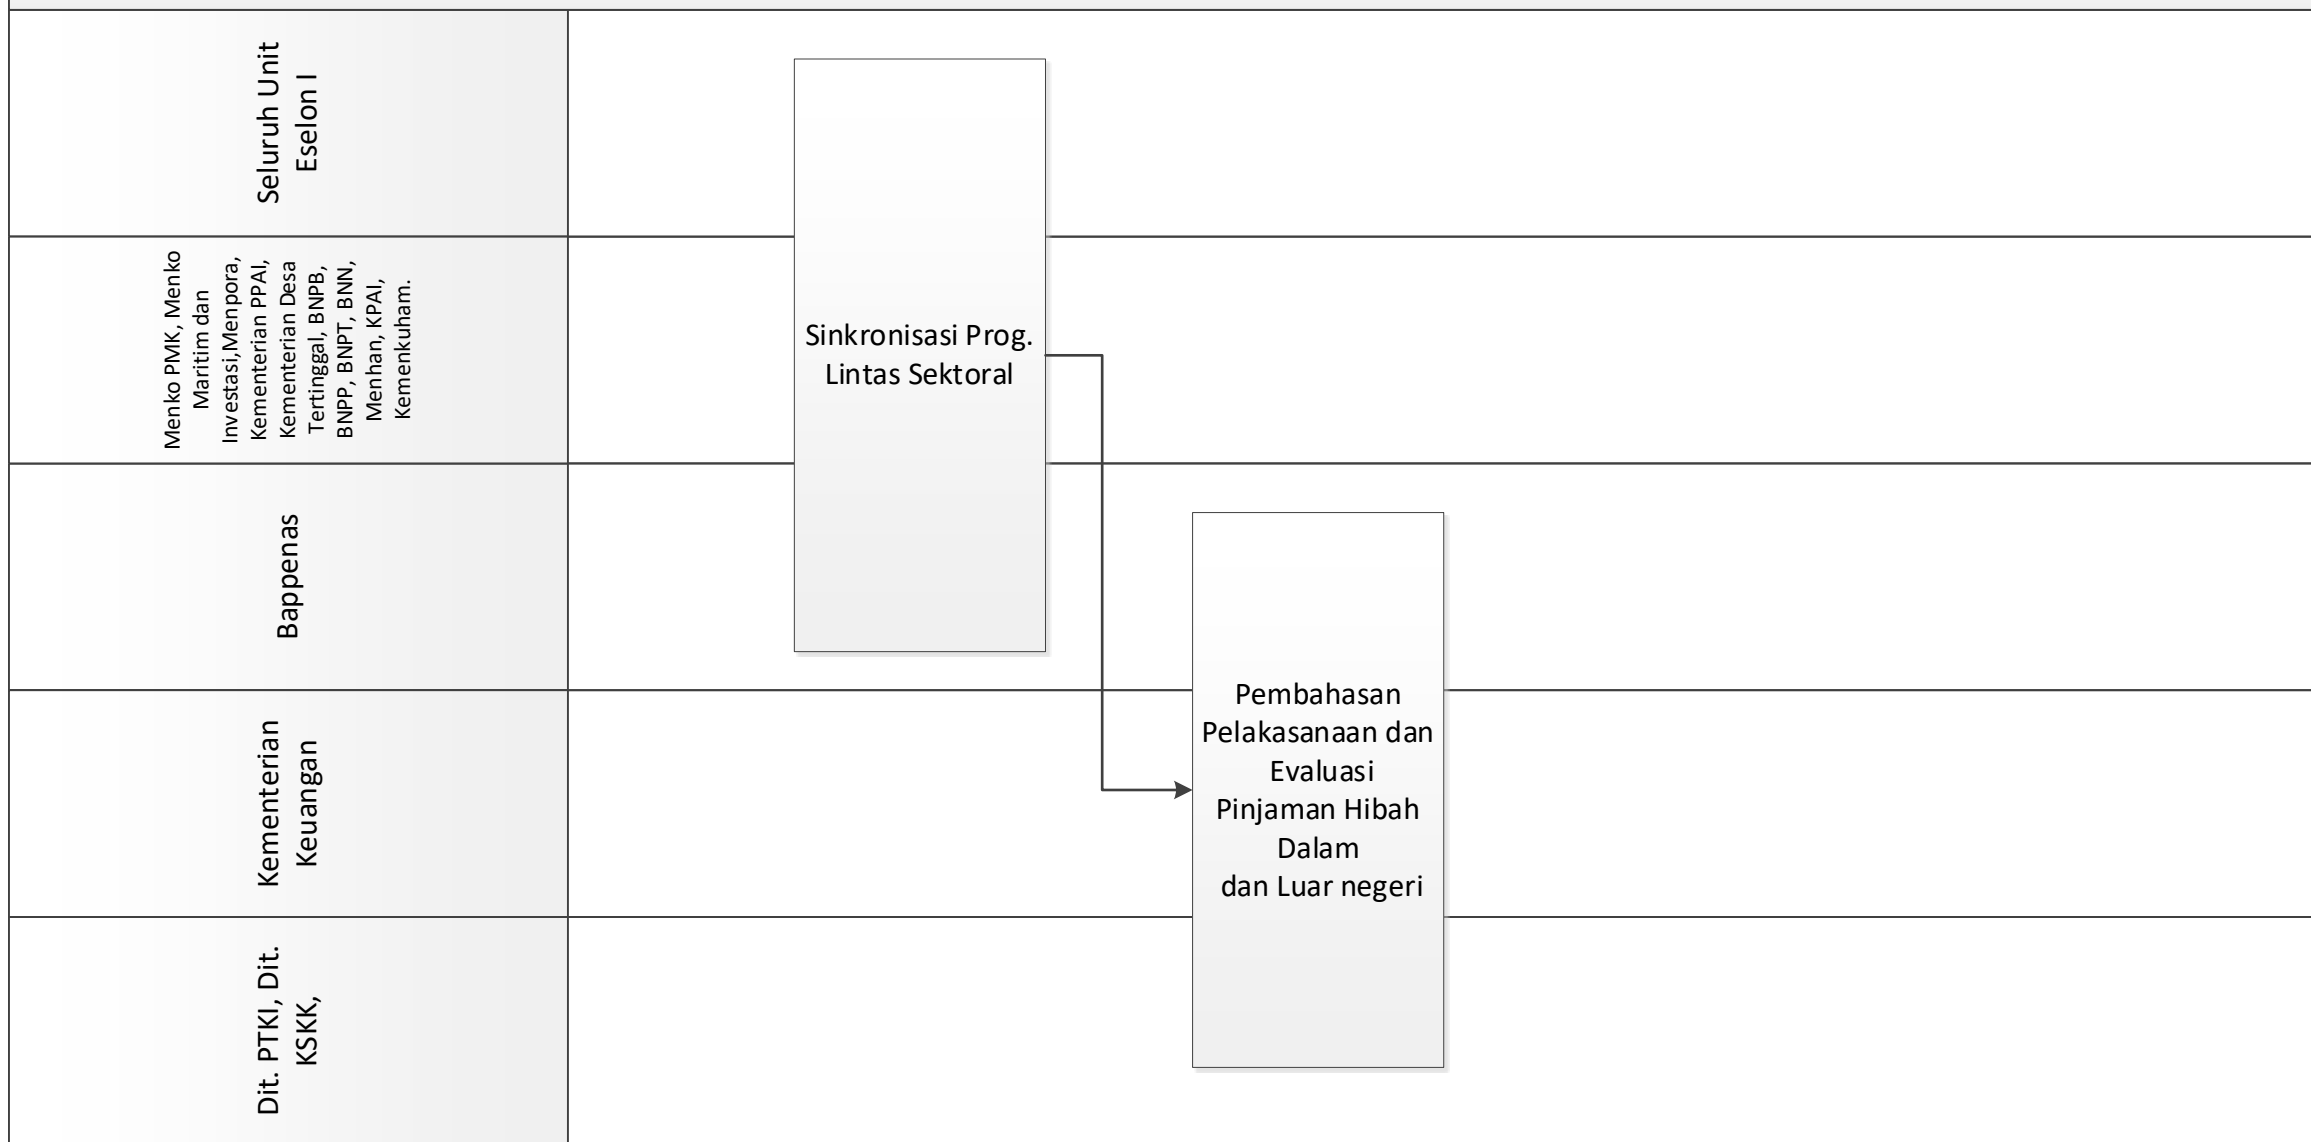 Seluruh Unit
Eselon I
Menko PMK, Menko
Maritim dan
Investasi,Menpora,
Kementerian PPAI,
Kementerian Desa
Tertinggal, BNPB,
BNPP, BNPT, BNN,
Menhan, KPAI,
Kemenkuham.
Bappenas
Kementerian
Keuangan
Dit. PTKI, Dit.
KSKK,
Sinkronisasi Prog.
Lintas Sektoral
Pembahasan
Pelakasanaan dan
Evaluasi
Pinjaman Hibah
Dalam
dan Luar negeri